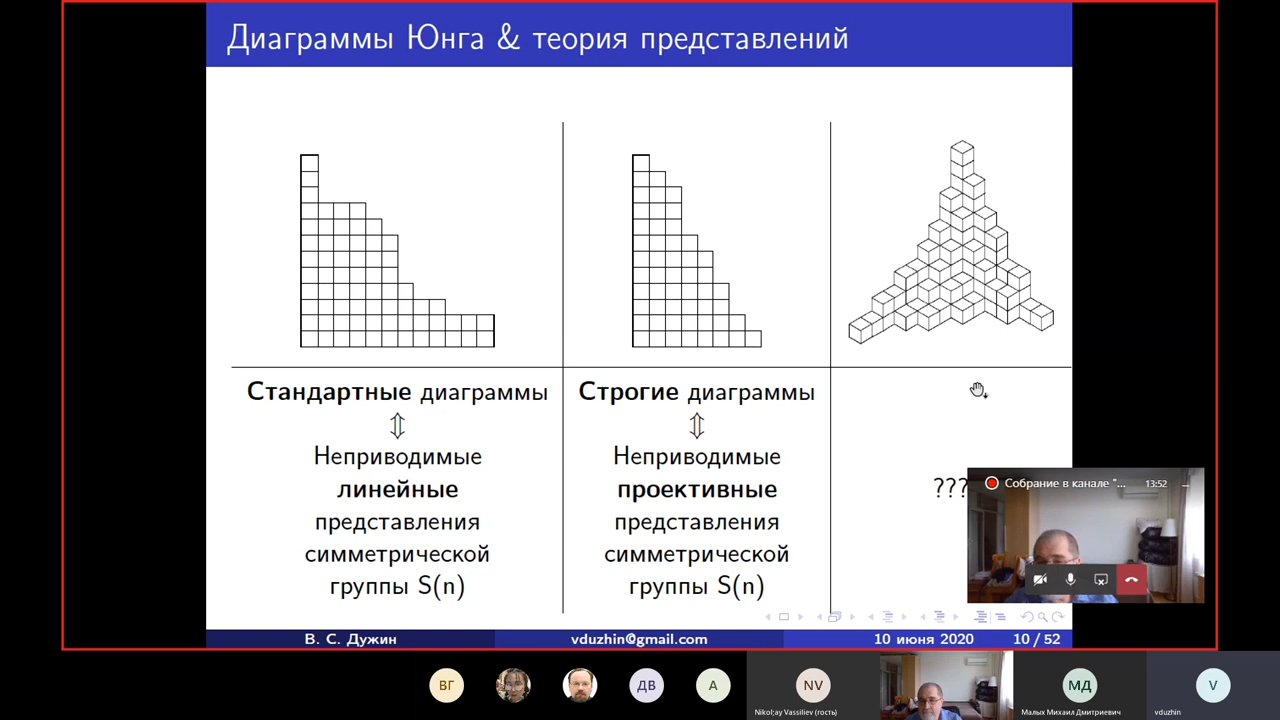 Диаграммы Юнга & теория представлений
Стандартные диаграммы
⇕
Неприводимые
линейные
представления
симметрической
группы S(n)
Строгие диаграммы
⇕
Неприводимые
проективные
представления
симметрической
группы S(n)
???
Собрание в канале "... 13:52
В. С. Дужин vduzhin@gmail.com 10 июня 2020 10 / 52
ВГ ДВ A NV МД V
Nikol;ay Vassiliev (гость) Малых Михаил Дмитриевич vduzhin